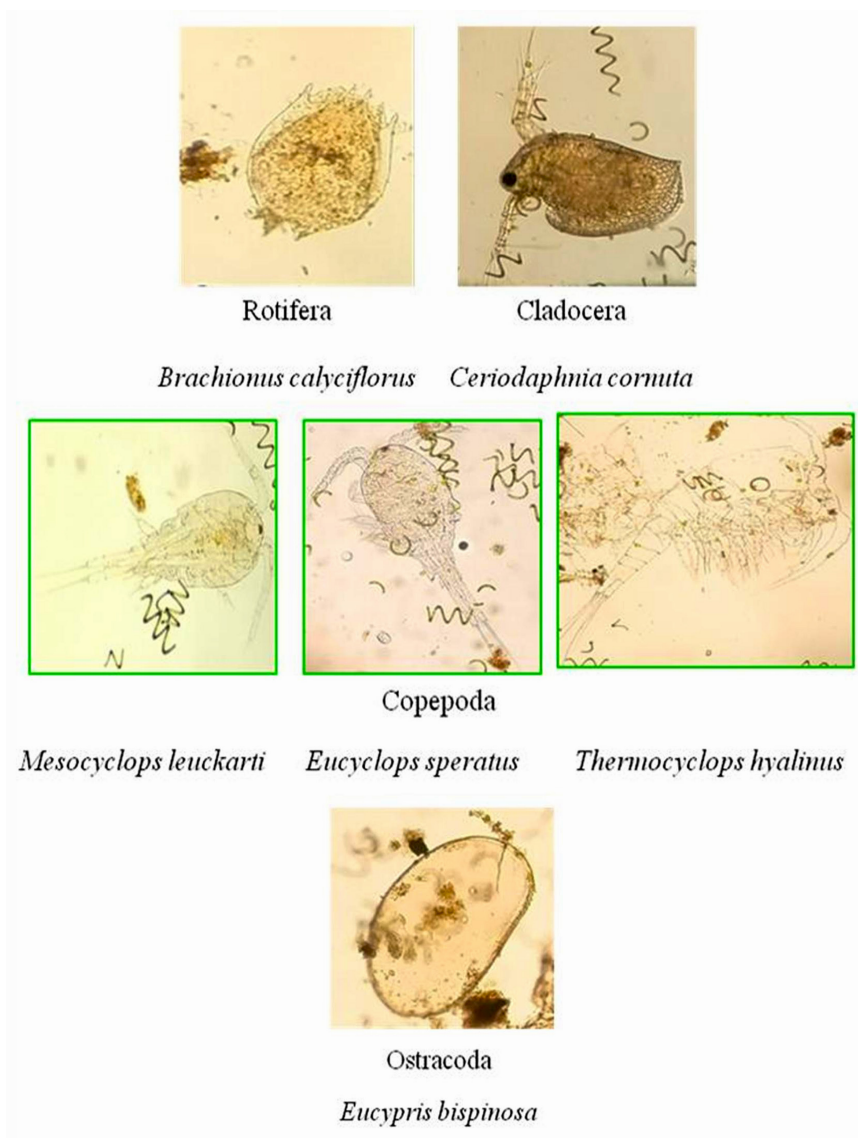 Rotifera Cladocera
Brachionus calyciflorus Ceriodaphnia cornuta
Copepoda
Mesocyclops leuckarti Eucyclops speratus Thermocyclops hyalinus
Ostracoda
Eucypris bispinosa